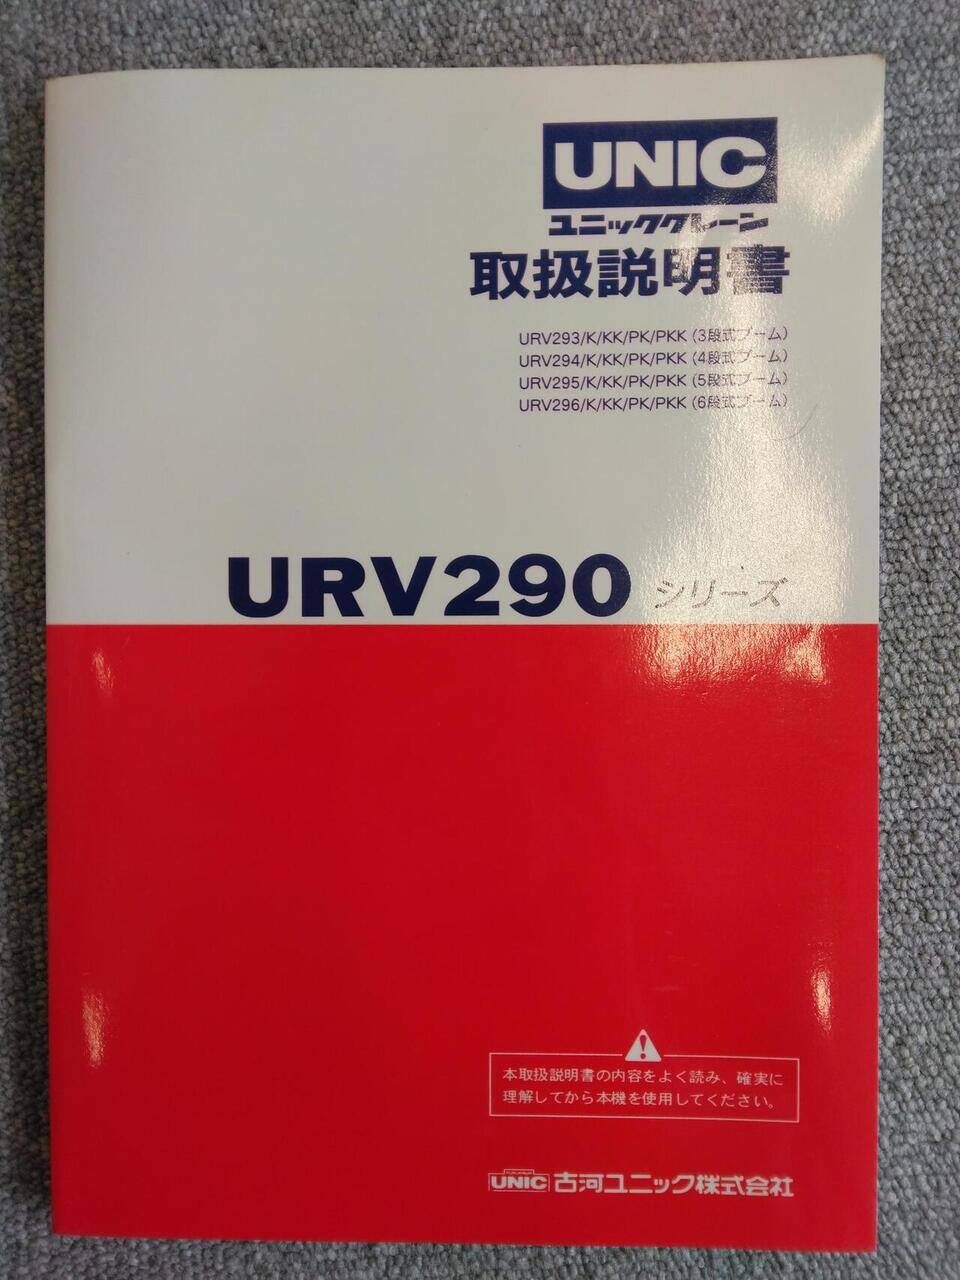 UNIC
ユニッククレーン
取扱説明書
URV293/K/KK/PK/PKK (3段式ブーム)
URV294/K/KK/PK/PKK (4段式ブーム)
URV295/K/KK/PK/PKK (5段式ブーム)
URV296/K/KK/PK/PKK (6段式ブーム)
URV290 シリーズ
本取扱説明書の内容をよく読み、確実に
理解してから本機を使用してください。
UNIC 古河ユニック株式会社